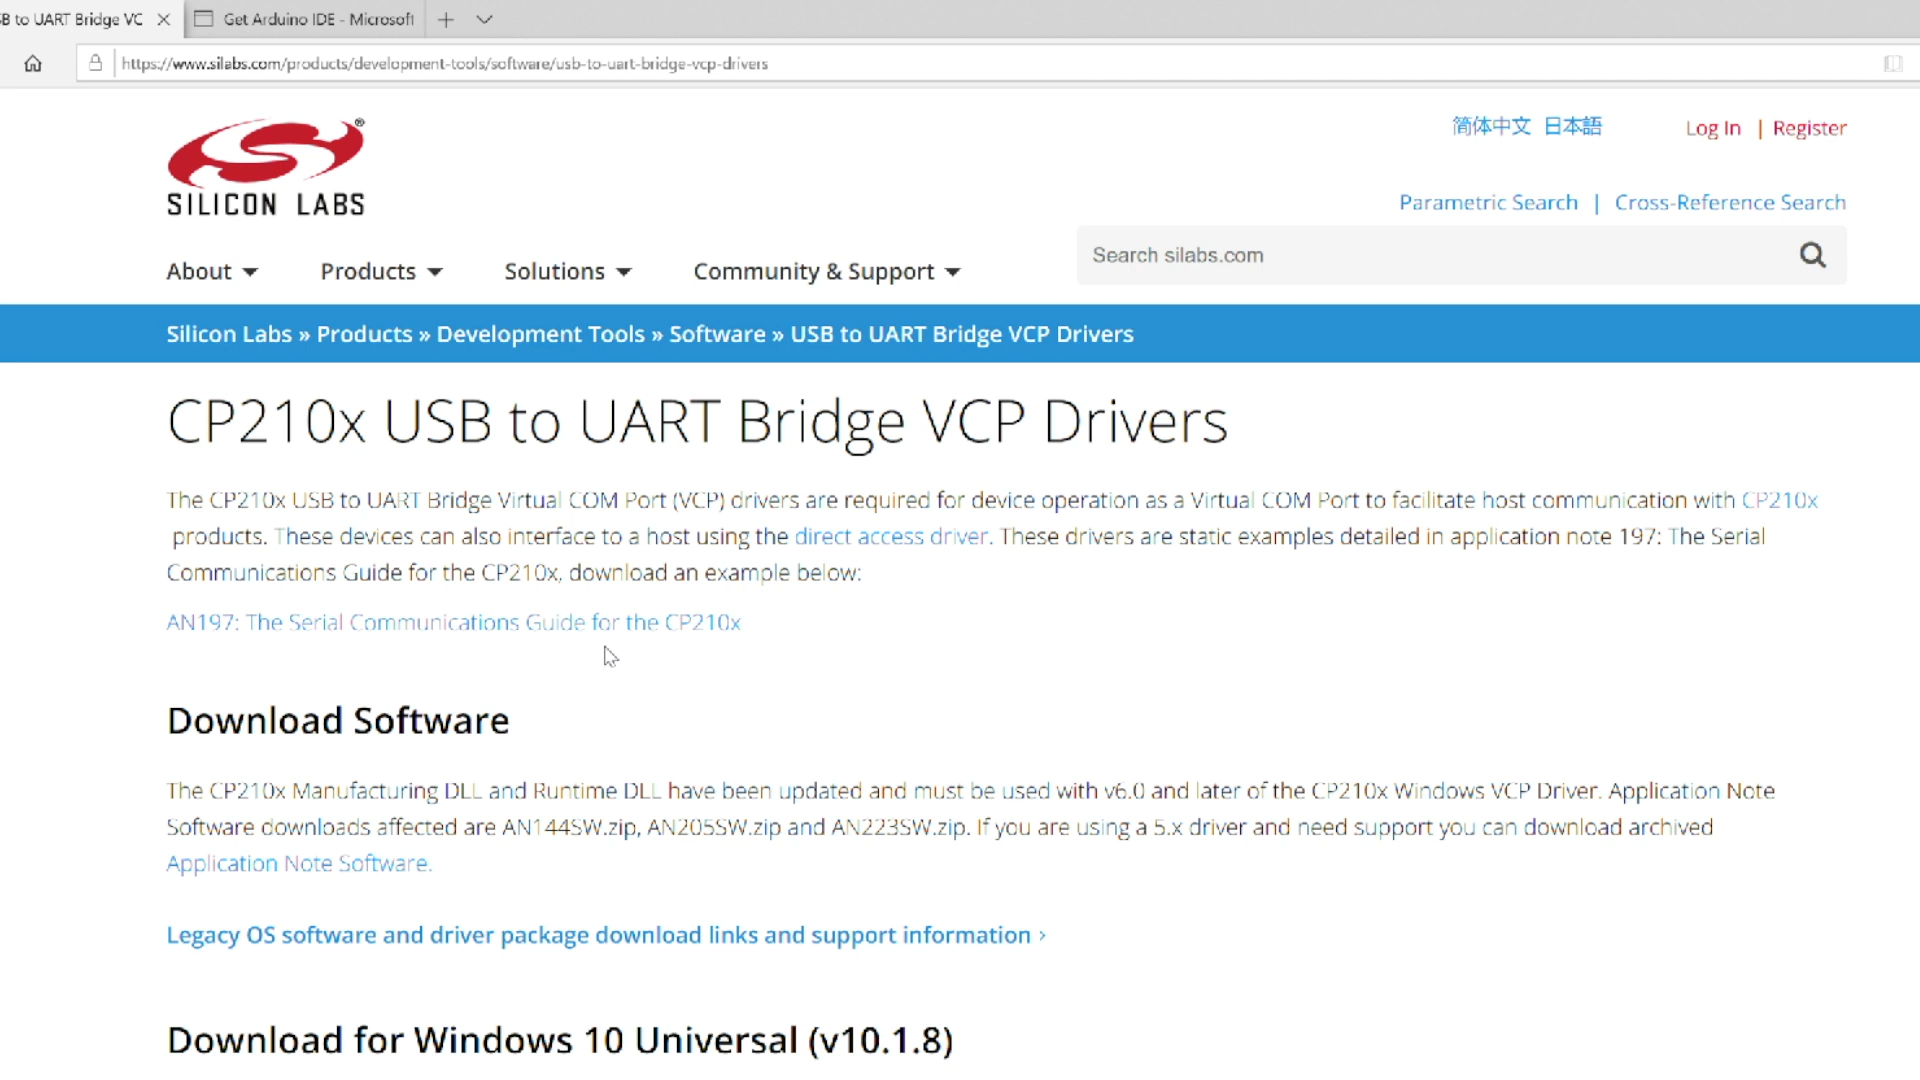 B to UART Bridge VC
Get Arduino IDE - Microsoft
https://www.silabs.com/products/development-tools/software/usb-to-uart-bridge-vcp-drivers
SILICON LABS
简体中文 日本語
Log In | Register
Parametric Search | Cross-Reference Search
About Products Solutions Community & Support
Search silabs.com
Silicon Labs » Products » Development Tools » Software » USB to UART Bridge VCP Drivers
CP210x USB to UART Bridge VCP Drivers
The CP210x USB to UART Bridge Virtual COM Port (VCP) drivers are required for device operation as a Virtual COM Port to facilitate host communication with CP210x
products. These devices can also interface to a host using the direct access driver. These drivers are static examples detailed in application note 197: The Serial
Communications Guide for the CP210x, download an example below:
AN197: The Serial Communications Guide for the CP210x
Download Software
The CP210x Manufacturing DLL and Runtime DLL have been updated and must be used with v6.0 and later of the CP210x Windows VCP Driver. Application Note
Software downloads affected are AN144SW.zip, AN205SW.zip and AN223SW.zip. If you are using a 5.x driver and need support you can download archived
Application Note Software.
Legacy OS software and driver package download links and support information ›
Download for Windows 10 Universal (v10.1.8)